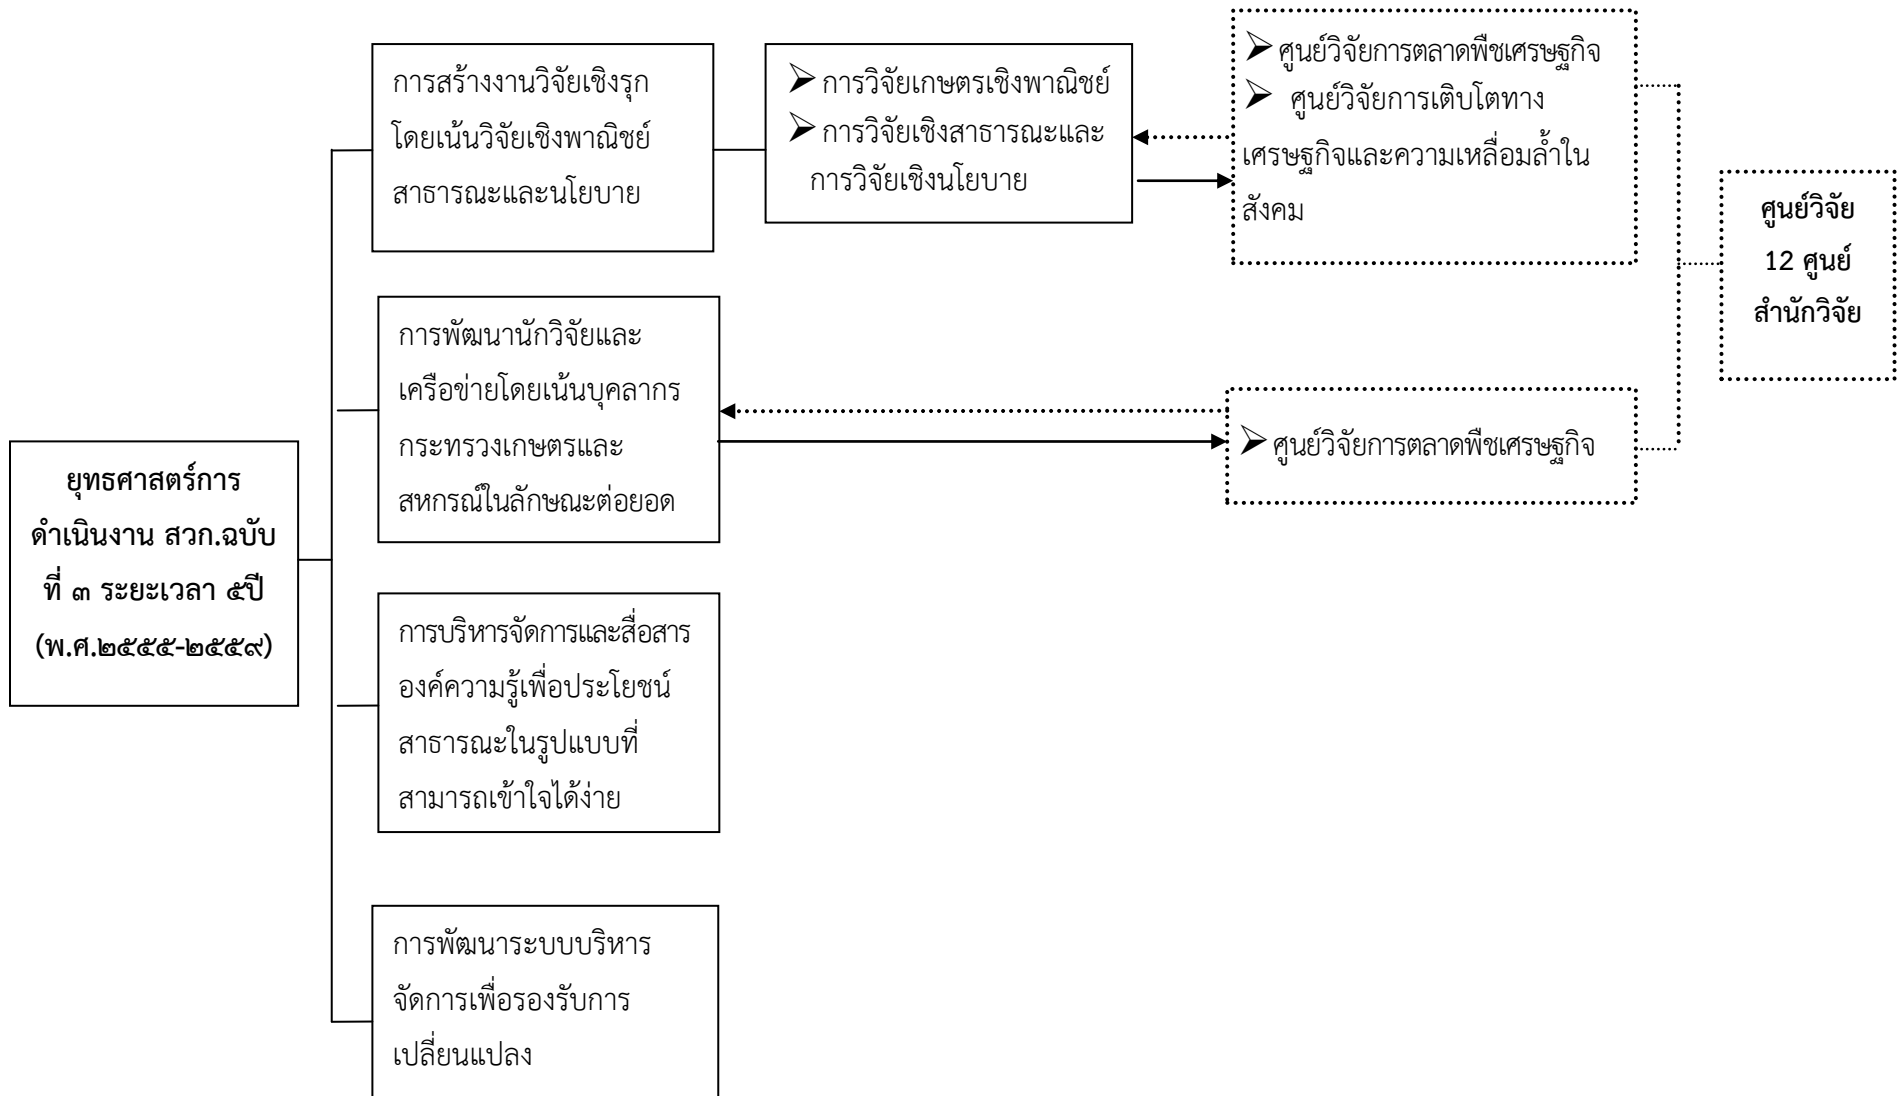 ยุทธศาสตร์การ
ดำเนินงาน สวก.ฉบับ
ที่ ๓ ระยะเวลา ๕ปี
(พ.ศ.๒๕๕๕-๒๕๕๙)
การสร้างงานวิจัยเชิงรุก
โดยเน้นวิจัยเชิงพาณิชย์
สาธารณะและนโยบาย
➢ การวิจัยเกษตรเชิงพาณิชย์
➢ การวิจัยเชิงสาธารณะและ
การวิจัยเชิงนโยบาย
➢ ศูนย์วิจัยการตลาดพืชเศรษฐกิจ
➢ ศูนย์วิจัยการเติบโตทาง
เศรษฐกิจและความเหลื่อมล้ำใน
สังคม
ศูนย์วิจัย
12 ศูนย์
สำนักวิจัย
การพัฒนานักวิจัยและ
เครือข่ายโดยเน้นบุคลากร
กระทรวงเกษตรและ
สหกรณ์ในลักษณะต่อยอด
➢ ศูนย์วิจัยการตลาดพืชเศรษฐกิจ
การบริหารจัดการและสื่อสาร
องค์ความรู้เพื่อประโยชน์
สาธารณะในรูปแบบที่
สามารถเข้าใจได้ง่าย
การพัฒนาระบบบริหาร
จัดการเพื่อรองรับการ
เปลี่ยนแปลง